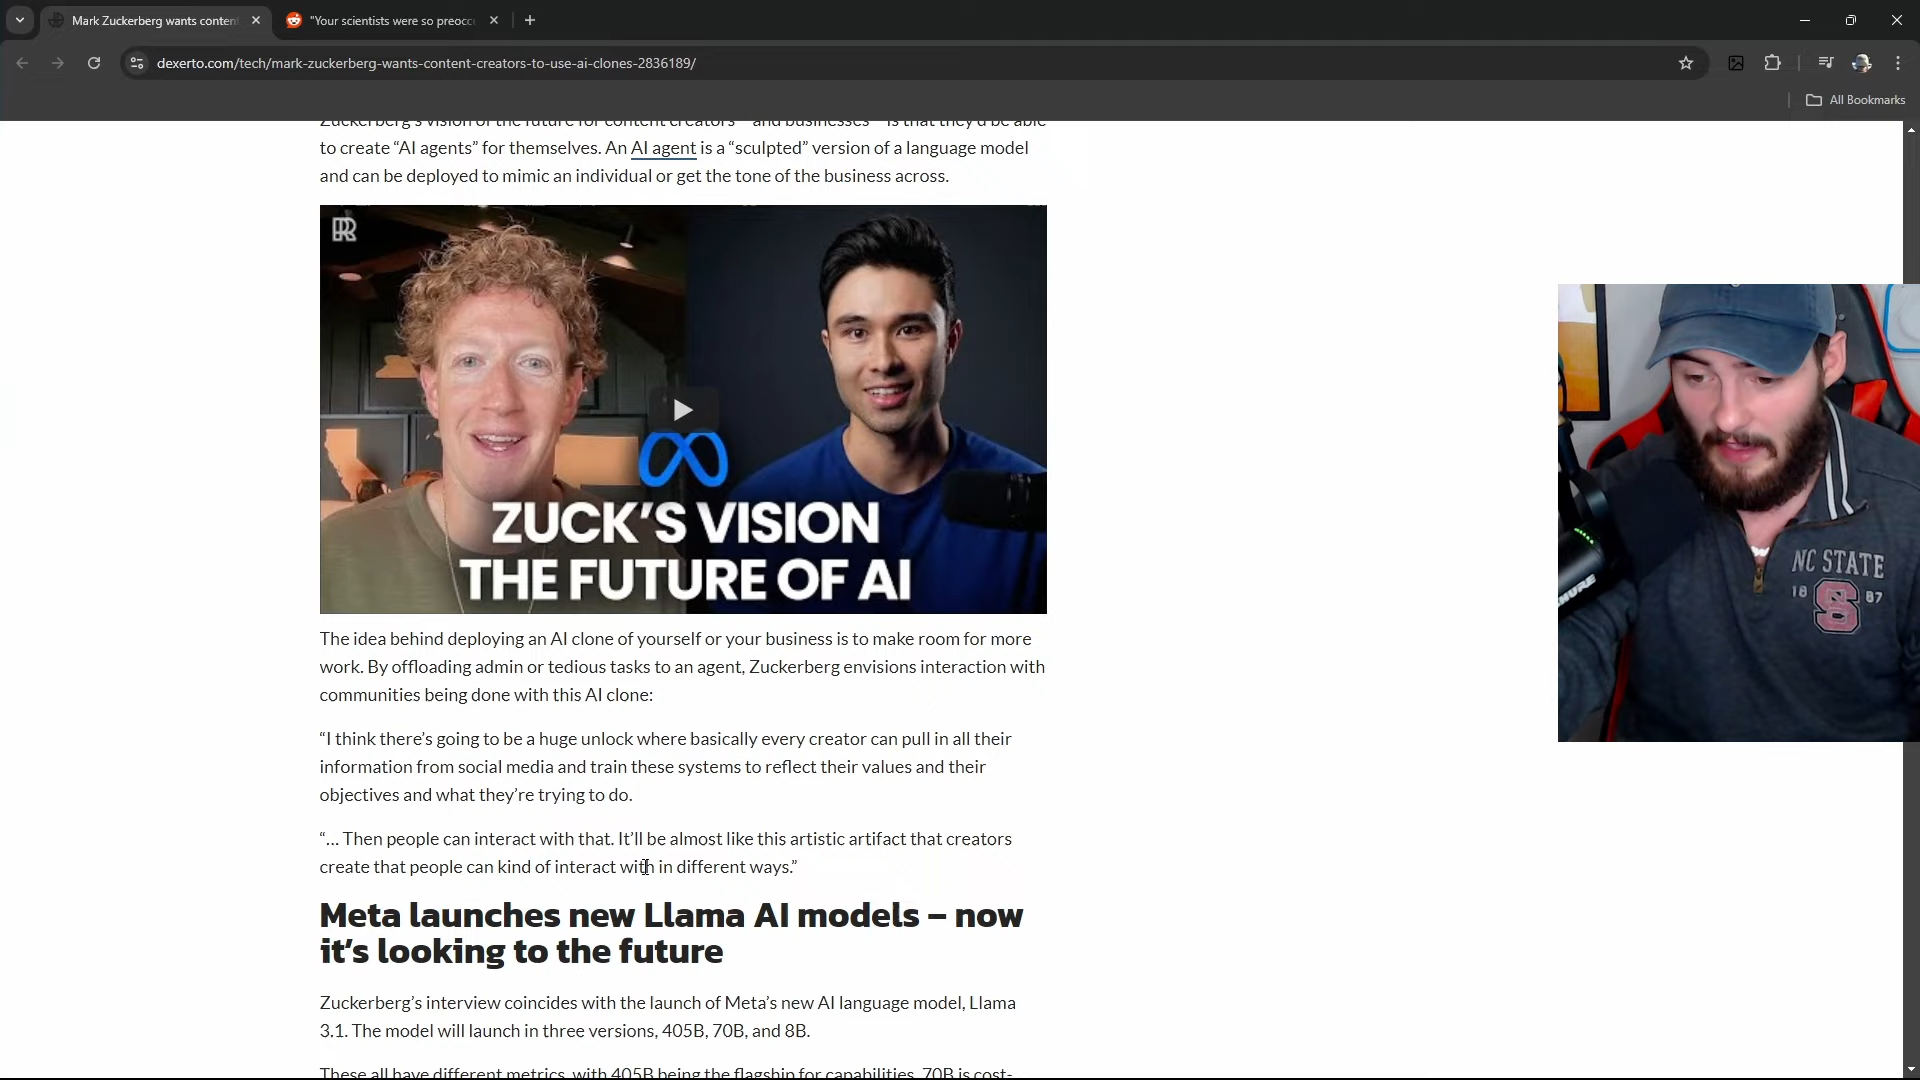 Mark Zuckerberg wants conten
"Your scientists were so preocc
dexerto.com/tech/mark-zuckerberg-wants-content-creators-to-use-ai-clones-2836189/
All Bookmarks
Zuckerberg's vision of the future for content creators – and businesses – is that they'd be able
to create “AI agents” for themselves. An AI agent is a “sculpted” version of a language model
and can be deployed to mimic an individual or get the tone of the business across.
ZUCK'S VISION
THE FUTURE OF AI
The idea behind deploying an AI clone of yourself or your business is to make room for more
work. By offloading admin or tedious tasks to an agent, Zuckerberg envisions interaction with
communities being done with this AI clone:
“I think there's going to be a huge unlock where basically every creator can pull in all their
information from social media and train these systems to reflect their values and their
objectives and what they're trying to do.
“… Then people can interact with that. It'll be almost like this artistic artifact that creators
create that people can kind of interact with in different ways.”
Meta launches new Llama AI models – now
it's looking to the future
Zuckerberg's interview coincides with the launch of Meta's new AI language model, Llama
3.1. The model will launch in three versions, 405B, 70B, and 8B.
These all have different metrics, with 405B being the flagship for capabilities, 70B is cost-
NC STATE
18 87
S
SHURE